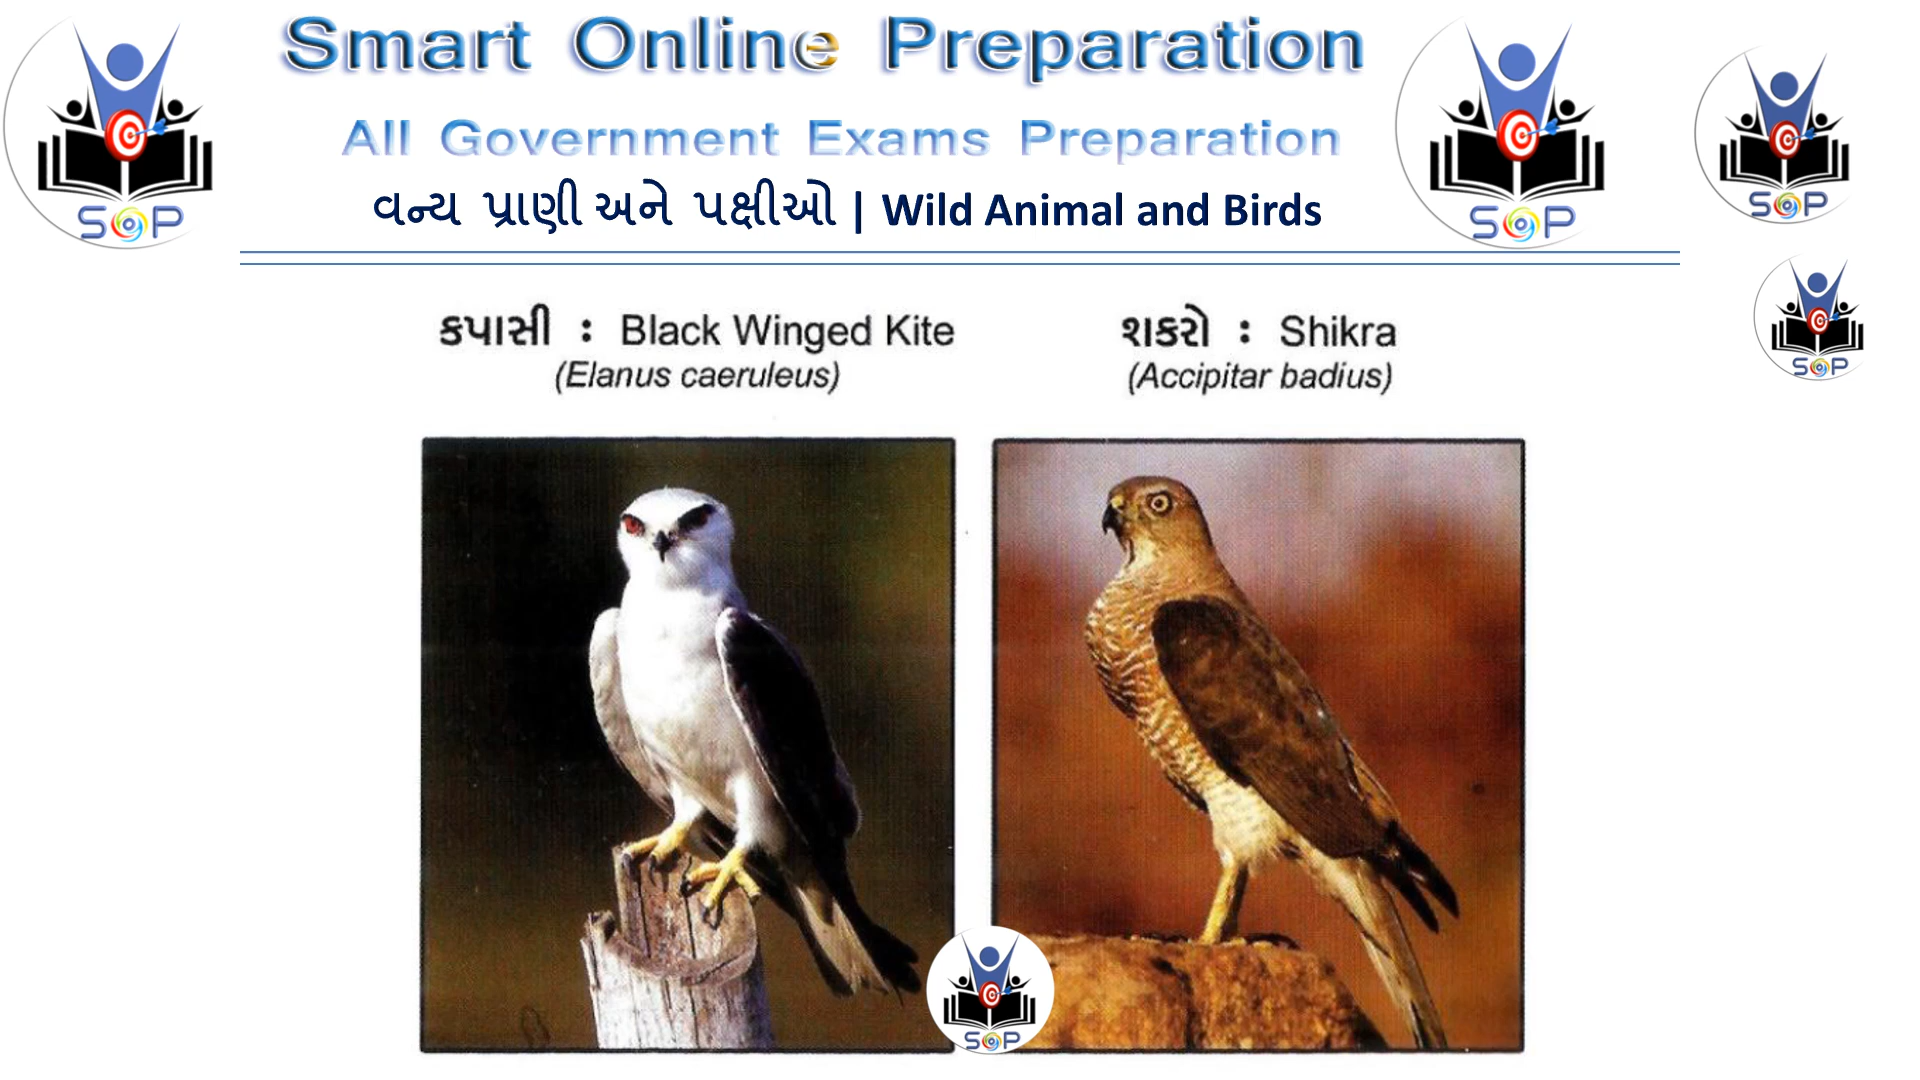 Smart Online Preparation
All Government Exams Preparation
વન્ય પ્રાણી અને પક્ષીઓ | Wild Animal and Birds
કપાસી : Black Winged Kite
(Elanus caeruleus)
શકરો : Shikra
(Accipitar badius)
SOP
SOP
SOP
SOP
SOP